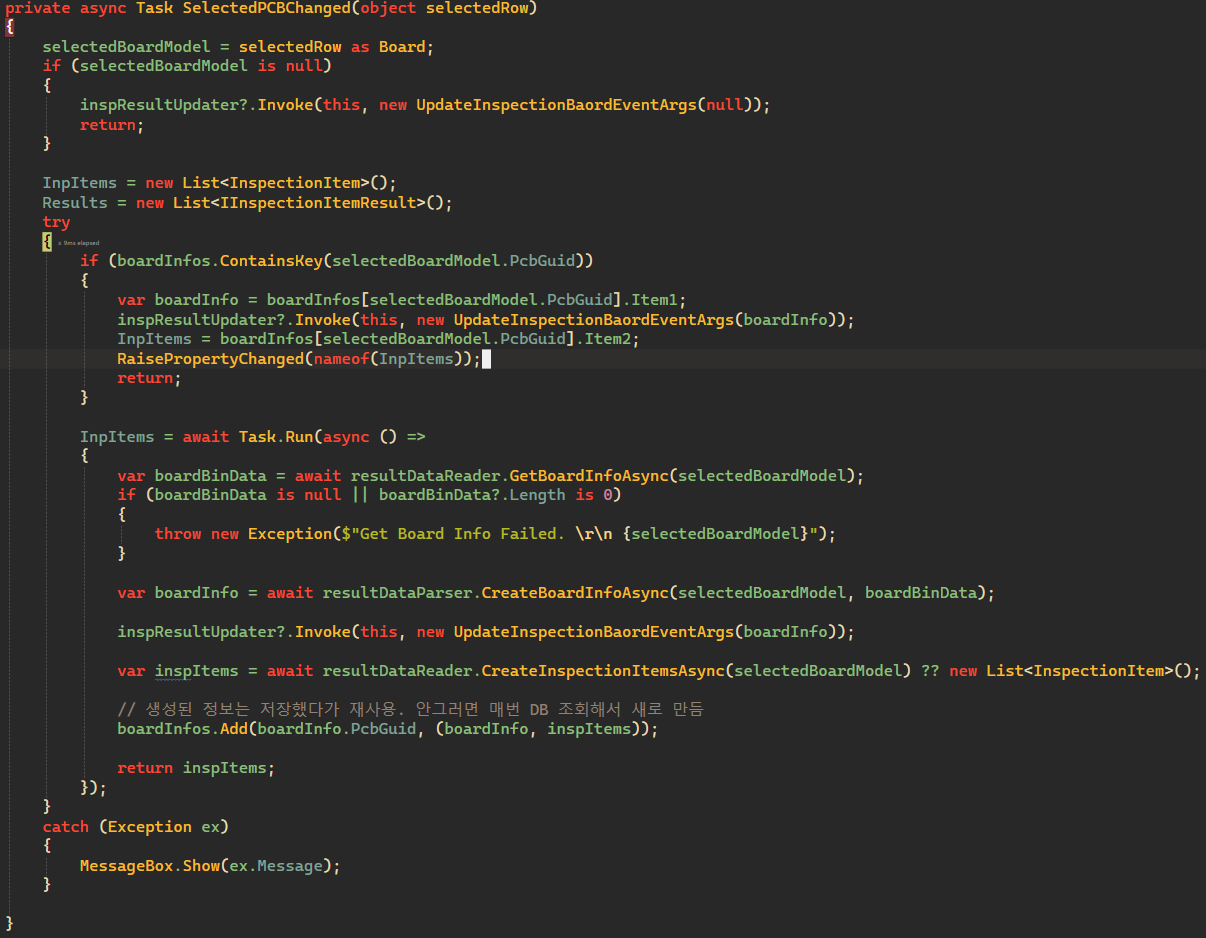 private async Task SelectedPCBChanged(object selectedRow)
{
    selectedBoardModel = selectedRow as Board;
    if (selectedBoardModel is null)
    {
        inspResultUpdater?.Invoke(this, new UpdateInspectionBaordEventArgs(null));
        return;
    }

    InpItems = new List<InspectionItem>();
    Results = new List<IInspectionItemResult>();
    try
    { ≤ 9ms elapsed
        if (boardInfos.ContainsKey(selectedBoardModel.PcbGuid))
        {
            var boardInfo = boardInfos[selectedBoardModel.PcbGuid].Item1;
            inspResultUpdater?.Invoke(this, new UpdateInspectionBaordEventArgs(boardInfo));
            InpItems = boardInfos[selectedBoardModel.PcbGuid].Item2;
            RaisePropertyChanged(nameof(InpItems));
            return;
        }

        InpItems = await Task.Run(async () =>
        {
            var boardBinData = await resultDataReader.GetBoardInfoAsync(selectedBoardModel);
            if (boardBinData is null || boardBinData?.Length is 0)
            {
                throw new Exception($"Get Board Info Failed. \r\n {selectedBoardModel}");
            }

            var boardInfo = await resultDataParser.CreateBoardInfoAsync(selectedBoardModel, boardBinData);

            inspResultUpdater?.Invoke(this, new UpdateInspectionBaordEventArgs(boardInfo));

            var inspItems = await resultDataReader.CreateInspectionItemsAsync(selectedBoardModel) ?? new List<InspectionItem>();

            // 생성된 정보는 저장했다가 재사용. 안그러면 매번 DB 조회해서 새로 만듬
            boardInfos.Add(boardInfo.PcbGuid, (boardInfo, inspItems));

            return inspItems;
        });
    }
    catch (Exception ex)
    {
        MessageBox.Show(ex.Message);
    }

}